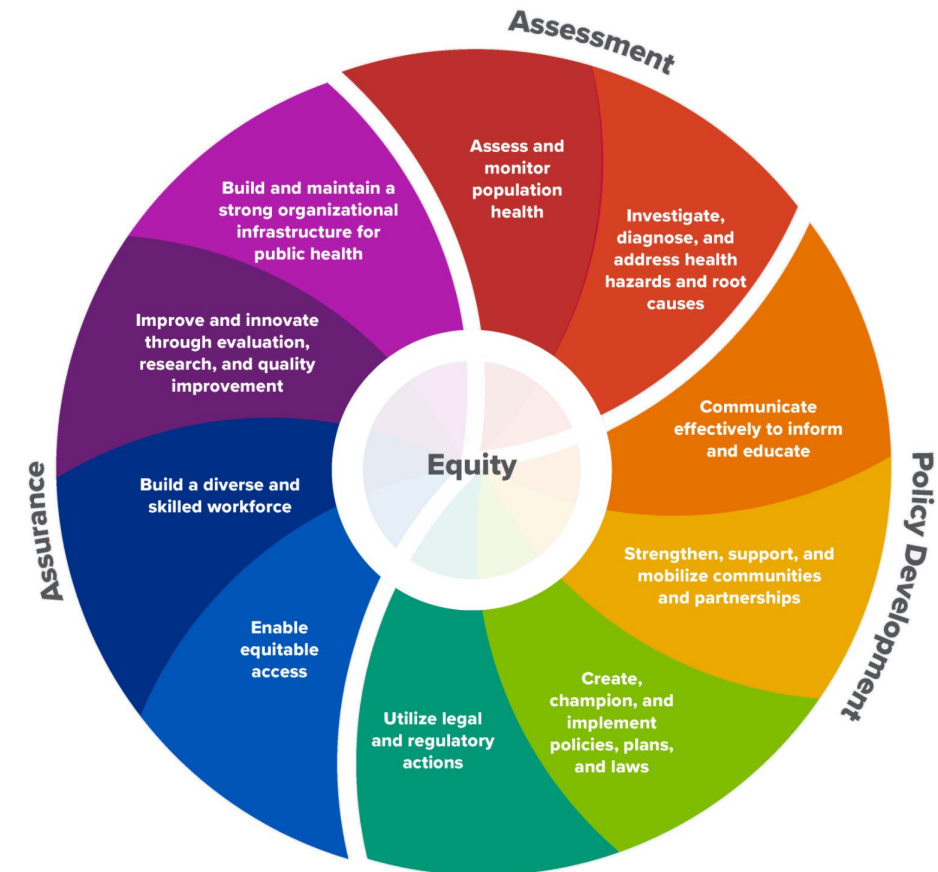 Assessment
Assess and
monitor
population
health
Investigate,
diagnose, and
address health
hazards and root
causes
Communicate
effectively to inform
and educate
Policy Development
Strengthen, support, and
mobilize communities
and partnerships
Create,
champion, and
implement
policies, plans,
and laws
Utilize legal
and regulatory
actions
Enable
equitable
access
Assurance
Build a diverse and
skilled workforce
Improve and innovate
through evaluation,
research, and quality
improvement
Build and maintain a
strong organizational
infrastructure for
public health
Equity